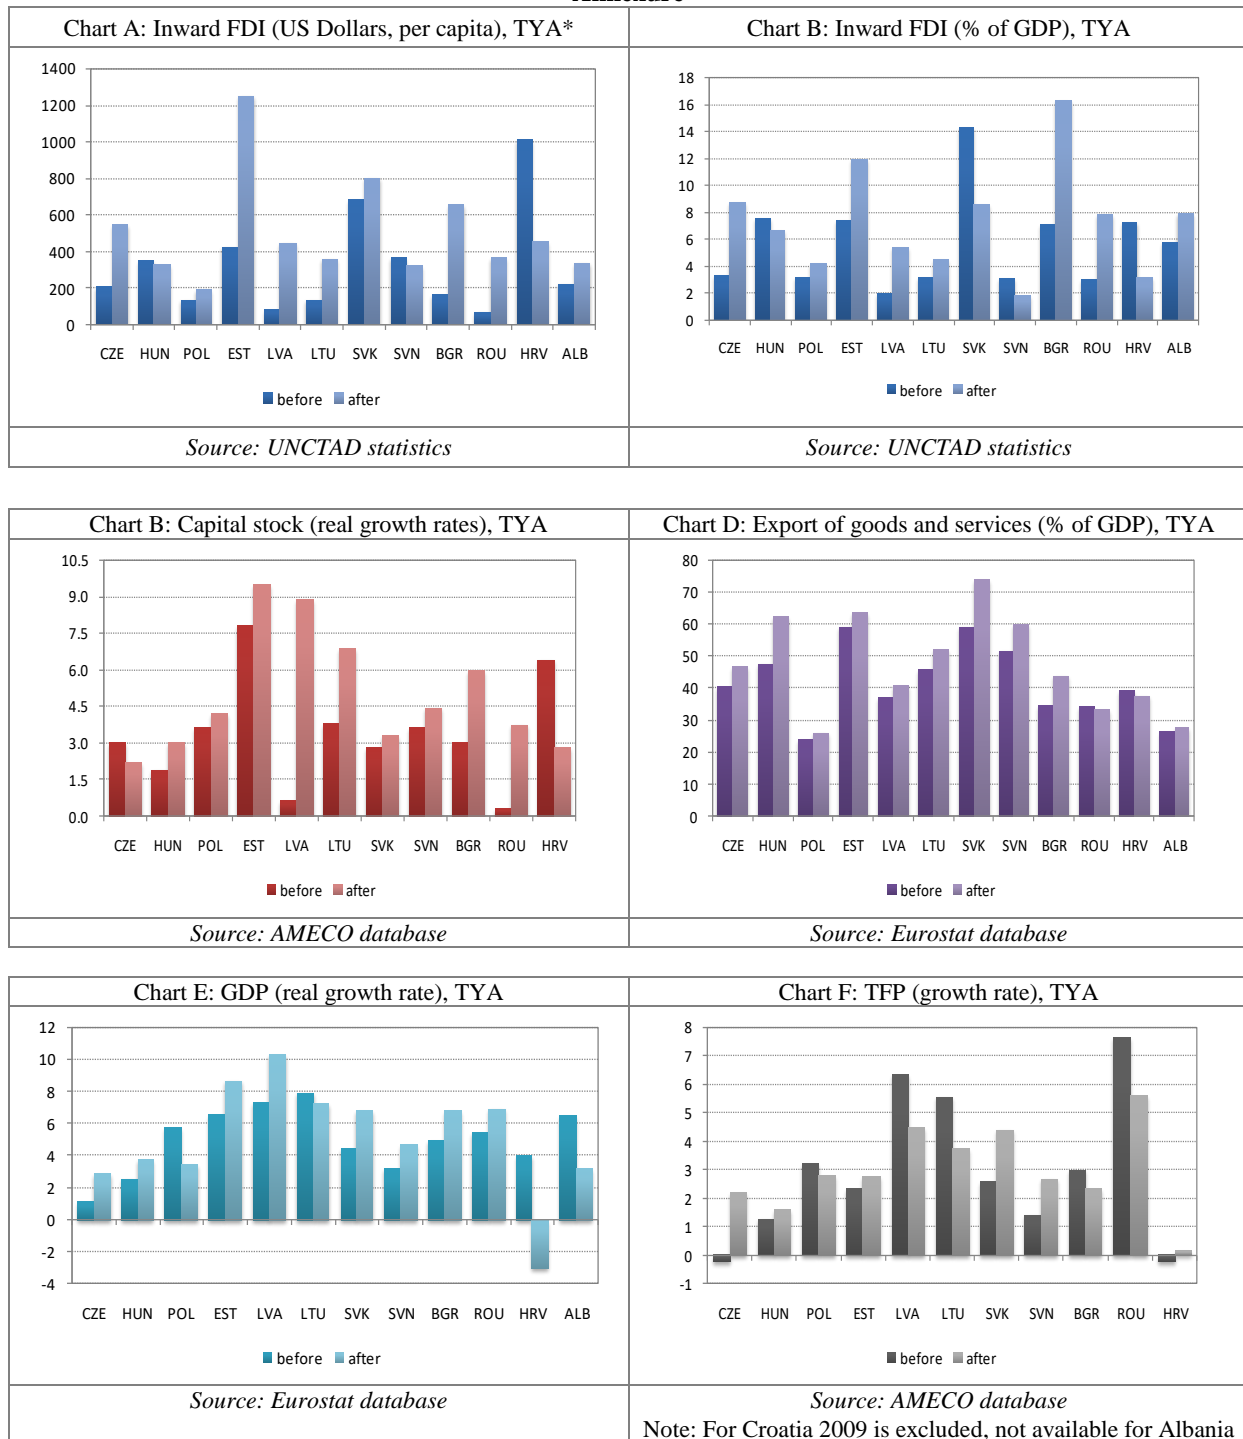 Chart A: Inward FDI (US Dollars, per capita), TYA*
1400
1200
1000
800
600
400
200
0
CZE HUN POL EST LVA LTU SVK SVN BGR ROU HRV ALB
before after
Source: UNCTAD statistics
Chart B: Inward FDI (% of GDP), TYA
18
16
14
12
10
8
6
4
2
0
CZE HUN POL EST LVA LTU SVK SVN BGR ROU HRV ALB
before after
Source: UNCTAD statistics
Chart B: Capital stock (real growth rates), TYA
10.5
9.0
7.5
6.0
4.5
3.0
1.5
0.0
CZE HUN POL EST LVA LTU SVK SVN BGR ROU HRV
before after
Source: AMECO database
Chart D: Export of goods and services (% of GDP), TYA
80
70
60
50
40
30
20
10
0
CZE HUN POL EST LVA LTU SVK SVN BGR ROU HRV ALB
before after
Source: Eurostat database
Chart E: GDP (real growth rate), TYA
12
10
8
6
4
2
0
-2
-4
CZE HUN POL EST LVA LTU SVK SVN BGR ROU HRV ALB
before after
Source: Eurostat database
Chart F: TFP (growth rate), TYA
8
7
6
5
4
3
2
1
0
-1
CZE HUN POL EST LVA LTU SVK SVN BGR ROU HRV
before after
Source: AMECO database
Note: For Croatia 2009 is excluded, not available for Albania